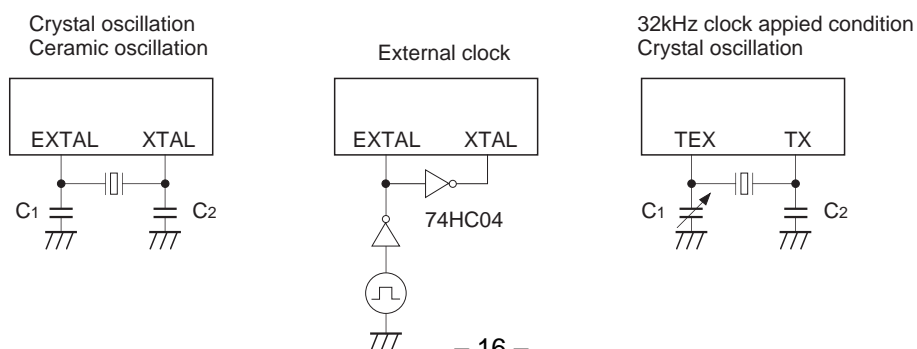 Crystal oscillation
Ceramic oscillation
EXTAL XTAL
C1
C2
External clock
EXTAL XTAL
74HC04
32kHz clock appied condition
Crystal oscillation
TEX TX
C1
C2
– 16 –